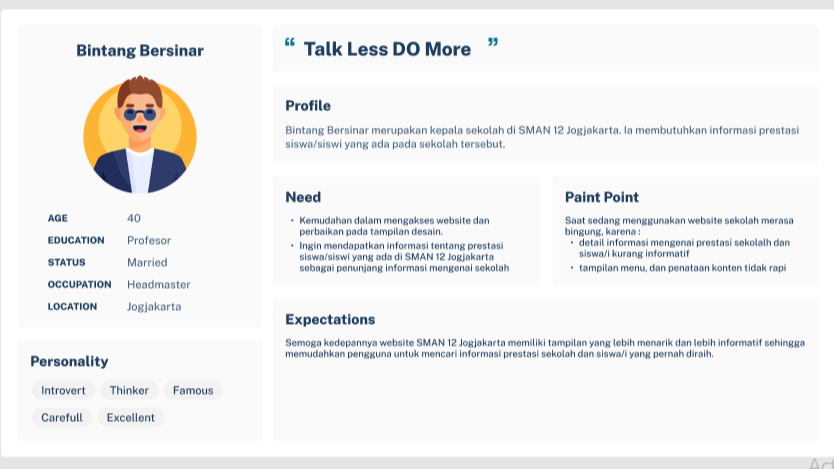 Bintang Bersinar
AGE 40
EDUCATION Profesor
STATUS Married
OCCUPATION Headmaster
LOCATION Jogjakarta
Personality
Introvert Thinker Famous
Carefull Excellent
“ Talk Less DO More ”
Profile
Bintang Bersinar merupakan kepala sekolah di SMAN 12 Jogjakarta. Ia membutuhkan informasi prestasi
siswa/siswi yang ada pada sekolah tersebut.
Need
• Kemudahan dalam mengakses website dan
perbaikan pada tampilan desain.
• Ingin mendapatkan informasi tentang prestasi
siswa/siswi yang ada di SMAN 12 Jogjakarta
sebagai penunjang informasi mengenai sekolah
Paint Point
Saat sedang menggunakan website sekolah merasa
bingung, karena :
• detail informasi mengenai prestasi sekolalh dan
siswa/i kurang informatif
• tampilan menu, dan penataan konten tidak rapi
Expectations
Semoga kedepannya website SMAN 12 Jogjakarta memiliki tampilan yang lebih menarik dan lebih informatif sehingga
memudahkan pengguna untuk mencari informasi prestasi sekolah dan siswa/i yang pernah diraih.